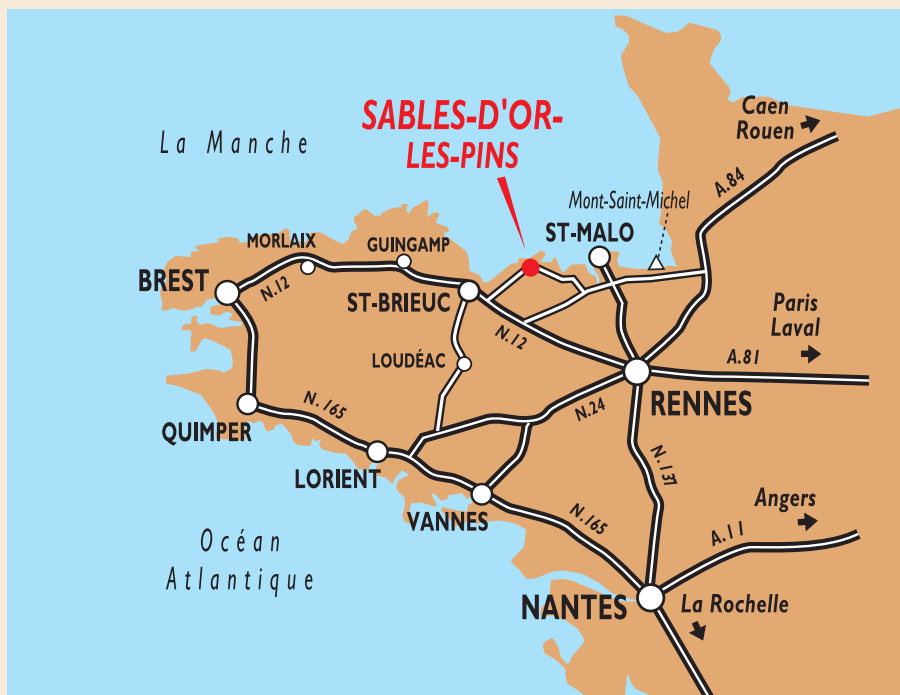 Caen
Rouen
SABLES-D'OR-
LES-PINS
La Manche
A.84
Mont-Saint-Michel
ST-MALO
MORLAIX
GUINGAMP
BREST
N.12
ST-BRIEUC
Paris
Laval
N.12
A.81
LOUDÉAC
RENNES
N.165
N.24
QUIMPER
LORIENT
N.137
VANNES
Angers
N.165
A.11
Océan
Atlantique
NANTES
La Rochelle